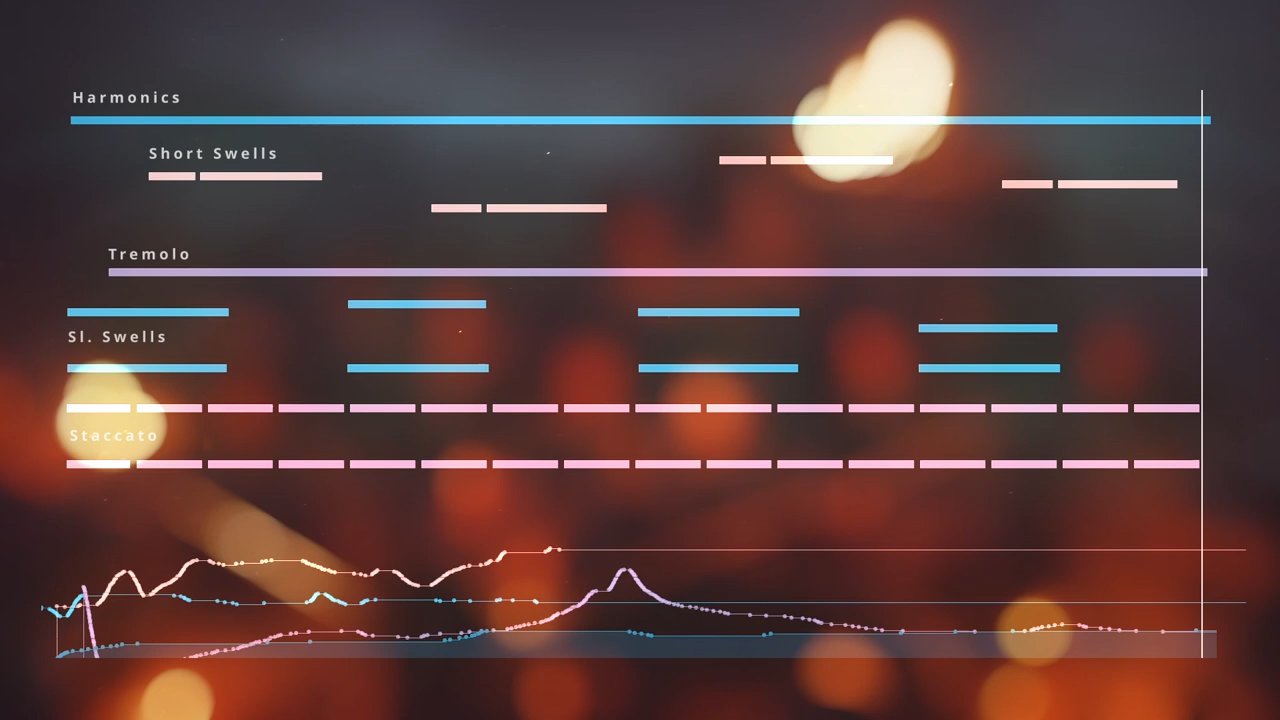 Harmonics
Short Swells
Tremolo
Sl. Swells
Staccato